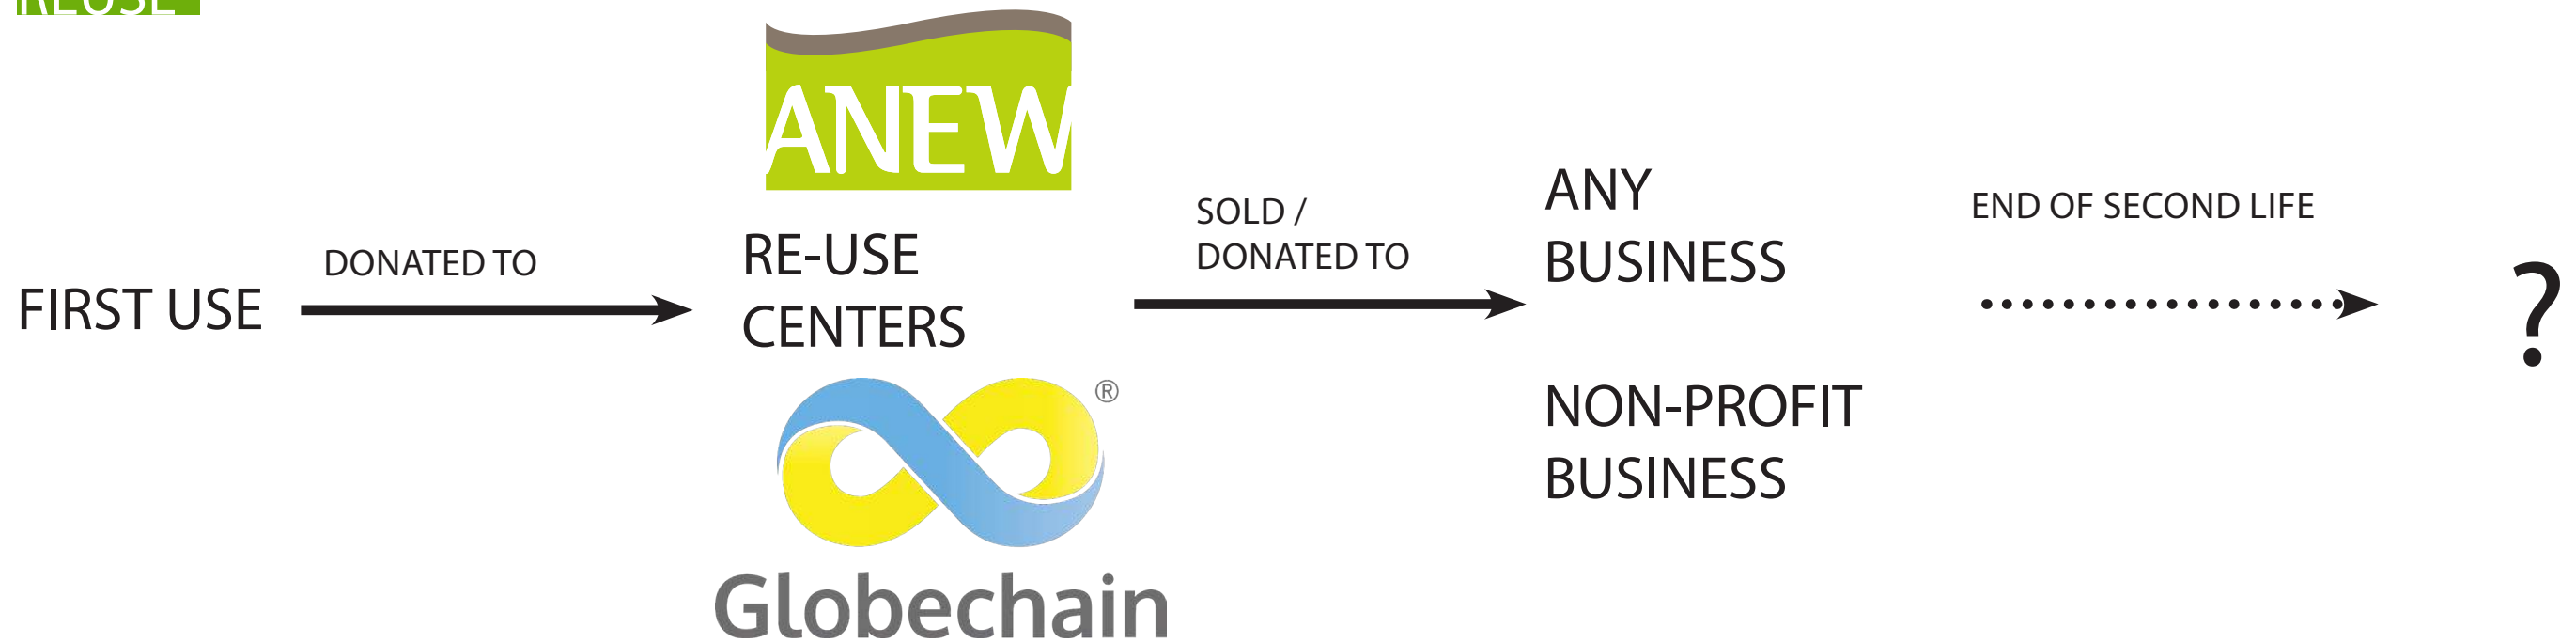 REUSE
ANEW
FIRST USE
DONATED TO
RE-USE
CENTERS
®
Globechain
SOLD /
DONATED TO
ANY
BUSINESS
NON-PROFIT
BUSINESS
END OF SECOND LIFE
?